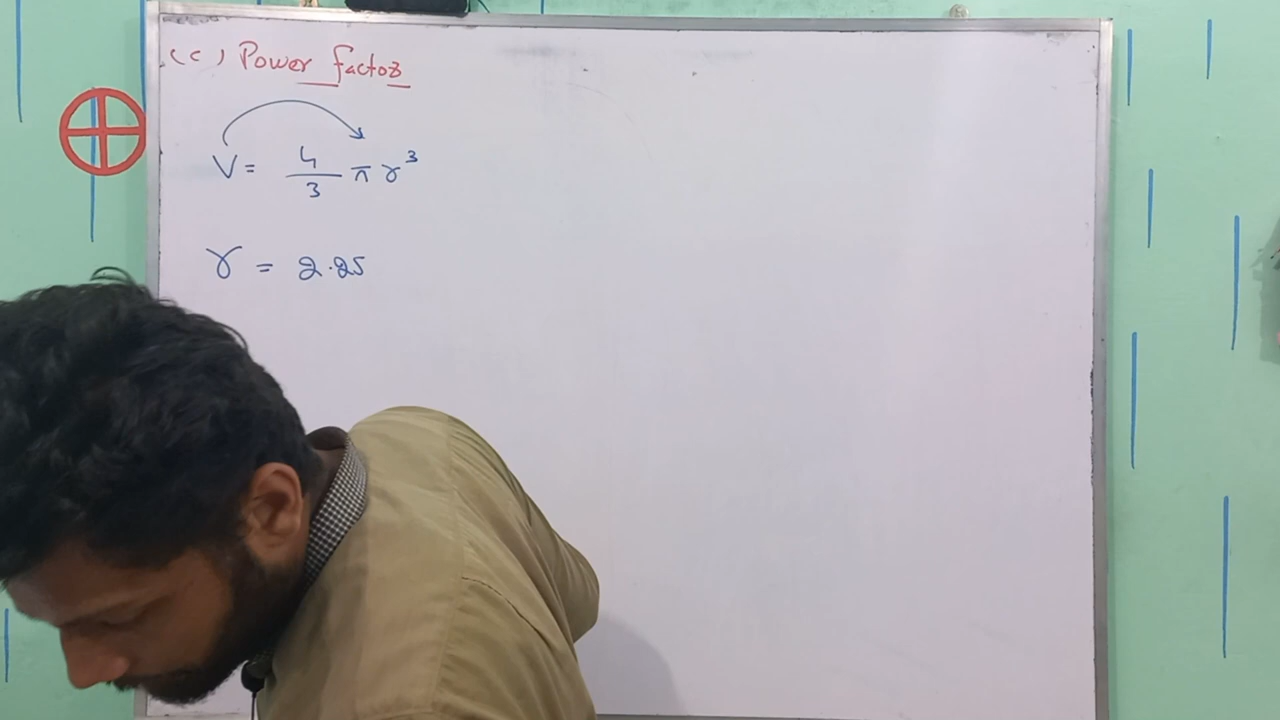 (c) Power factor
V = 4/3 π r³
r = 2.25